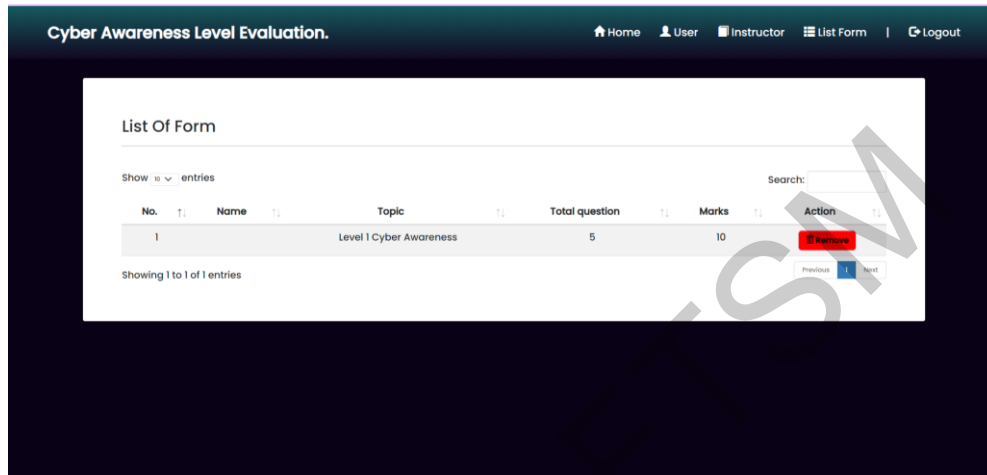 Cyber Awareness Level Evaluation. Home User Instructor List Form | Logout
List Of Form
Show 10 entries Search:
No. Name Topic Total question Marks Action
1 Level 1 Cyber Awareness 5 10 Remove
Showing 1 to 1 of 1 entries Previous 1 Next
FTSM